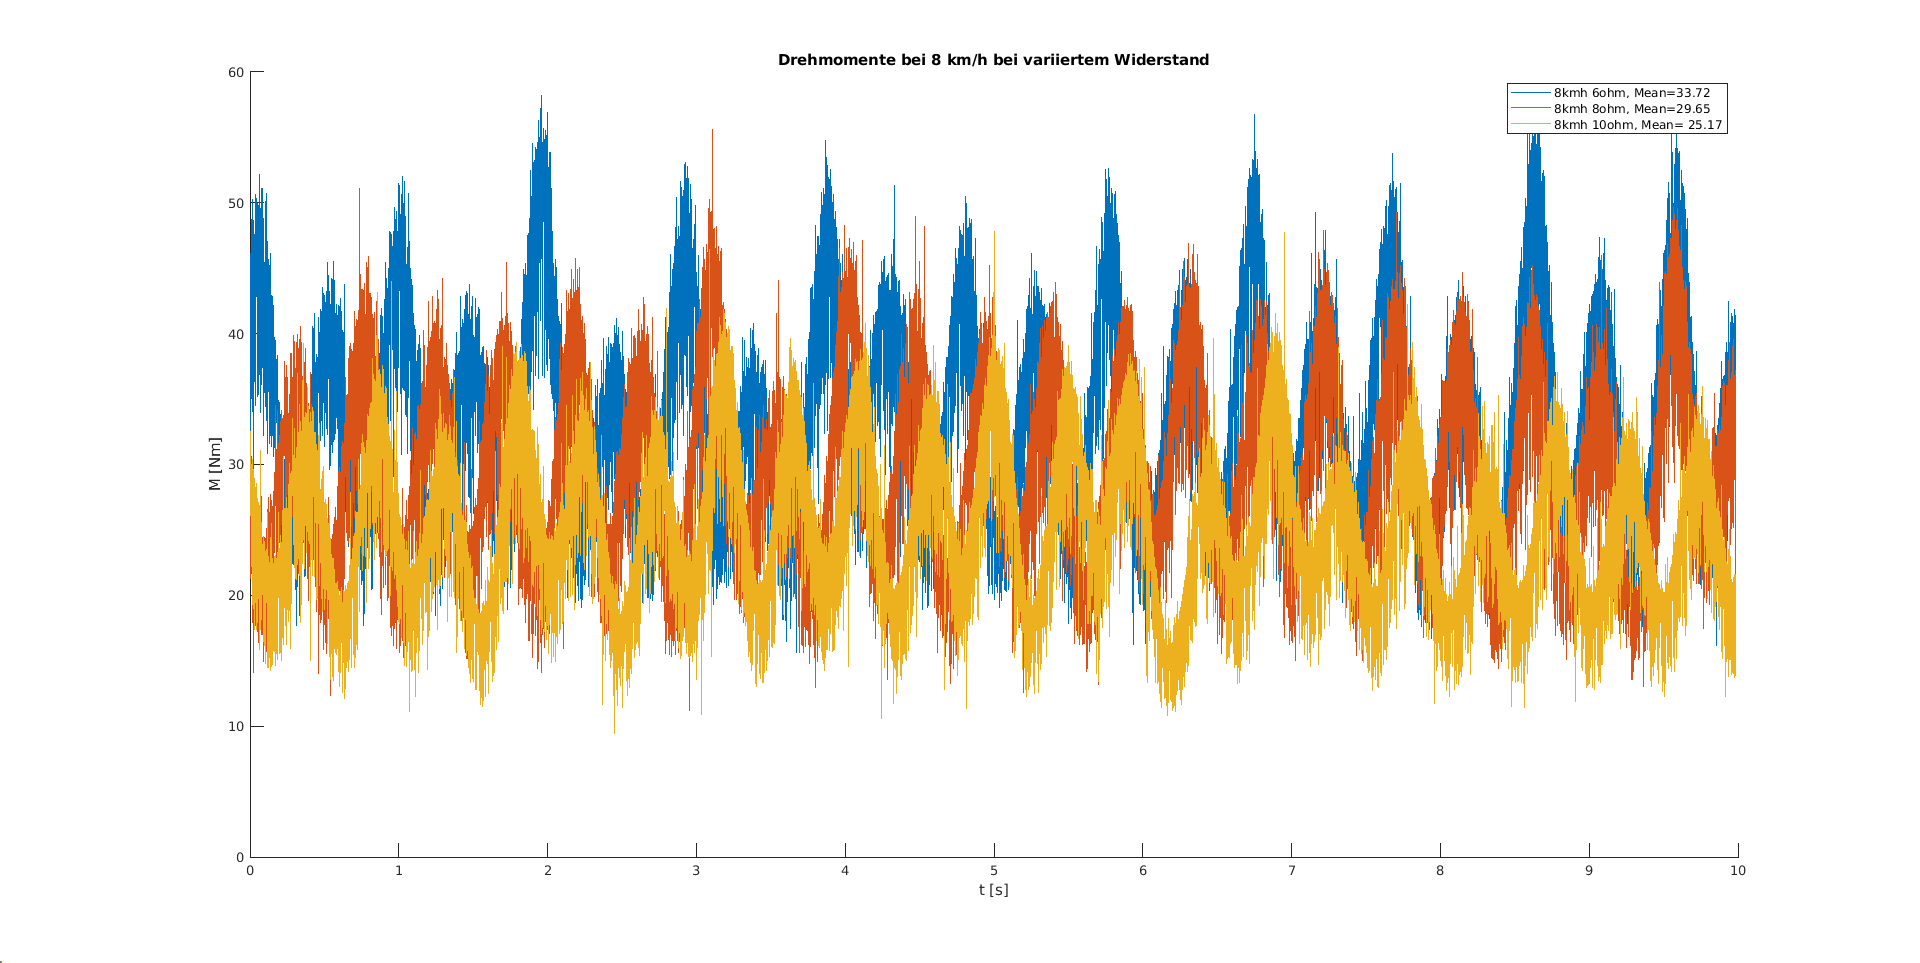 Drehmomente bei 8 km/h bei variiertem Widerstand
8kmh 6ohm, Mean=33.72
8kmh 8ohm, Mean=29.65
8kmh 10ohm, Mean= 25.17
M [Nm]
60
50
40
30
20
10
0
0 1 2 3 4 5 6 7 8 9 10
t [s]